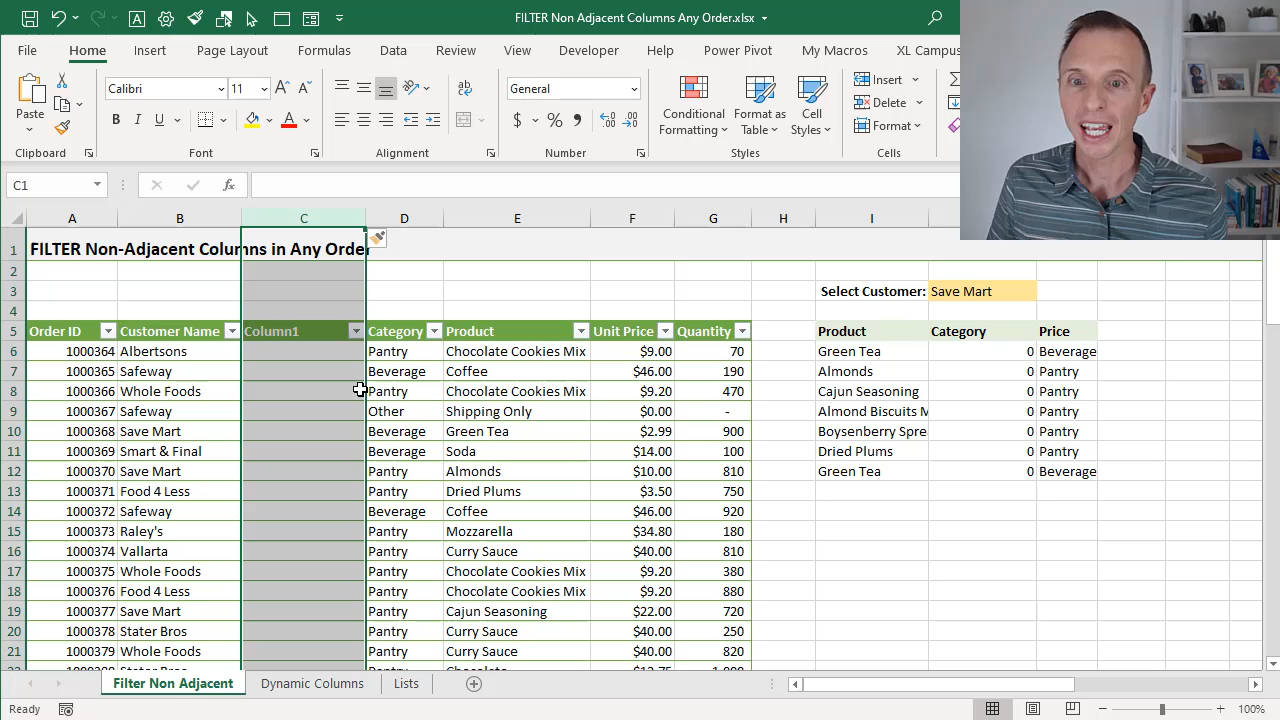 FILTER Non Adjacent Columns Any Order.xlsx
File Home Insert Page Layout Formulas Data Review View Developer Help Power Pivot My Macros XL Campus
Paste
Clipboard
Calibri 11
Font
ab
Alignment
General
Number
Conditional Formatting
Format as Table
Cell Styles
Styles
Insert
Delete
Format
Cells
C1
A B C D E F G H I
1 FILTER Non-Adjacent Columns in Any Order
2
3 Select Customer: Save Mart
4
5 Order ID Customer Name Column1 Category Product Unit Price Quantity Product Category Price
6 1000364 Albertsons Pantry Chocolate Cookies Mix $9.00 70 Green Tea 0 Beverage
7 1000365 Safeway Beverage Coffee $46.00 190 Almonds 0 Pantry
8 1000366 Whole Foods Pantry Chocolate Cookies Mix $9.20 470 Cajun Seasoning 0 Pantry
9 1000367 Safeway Other Shipping Only $0.00 - Almond Biscuits M 0 Pantry
10 1000368 Save Mart Beverage Green Tea $2.99 900 Boysenberry Spre 0 Pantry
11 1000369 Smart & Final Beverage Soda $14.00 100 Dried Plums 0 Pantry
12 1000370 Save Mart Pantry Almonds $10.00 810 Green Tea 0 Beverage
13 1000371 Food 4 Less Pantry Dried Plums $3.50 750
14 1000372 Safeway Beverage Coffee $46.00 920
15 1000373 Raley's Pantry Mozzarella $34.80 180
16 1000374 Vallarta Pantry Curry Sauce $40.00 810
17 1000375 Whole Foods Pantry Chocolate Cookies Mix $9.20 380
18 1000376 Food 4 Less Pantry Chocolate Cookies Mix $9.20 880
19 1000377 Save Mart Pantry Cajun Seasoning $22.00 720
20 1000378 Stater Bros Pantry Curry Sauce $40.00 250
21 1000379 Whole Foods Pantry Curry Sauce $40.00 820
Filter Non Adjacent Dynamic Columns Lists
Ready 100%